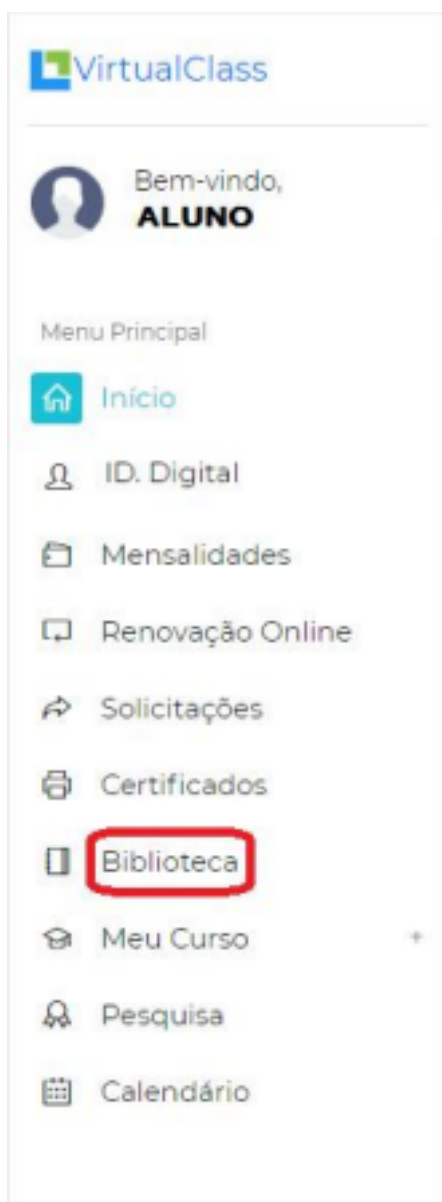 VirtualClass
Bem-vindo,
ALUNO
Menu Principal
Início
ID. Digital
Mensalidades
Renovação Online
Solicitações
Certificados
Biblioteca
Meu Curso +
Pesquisa
Calendário